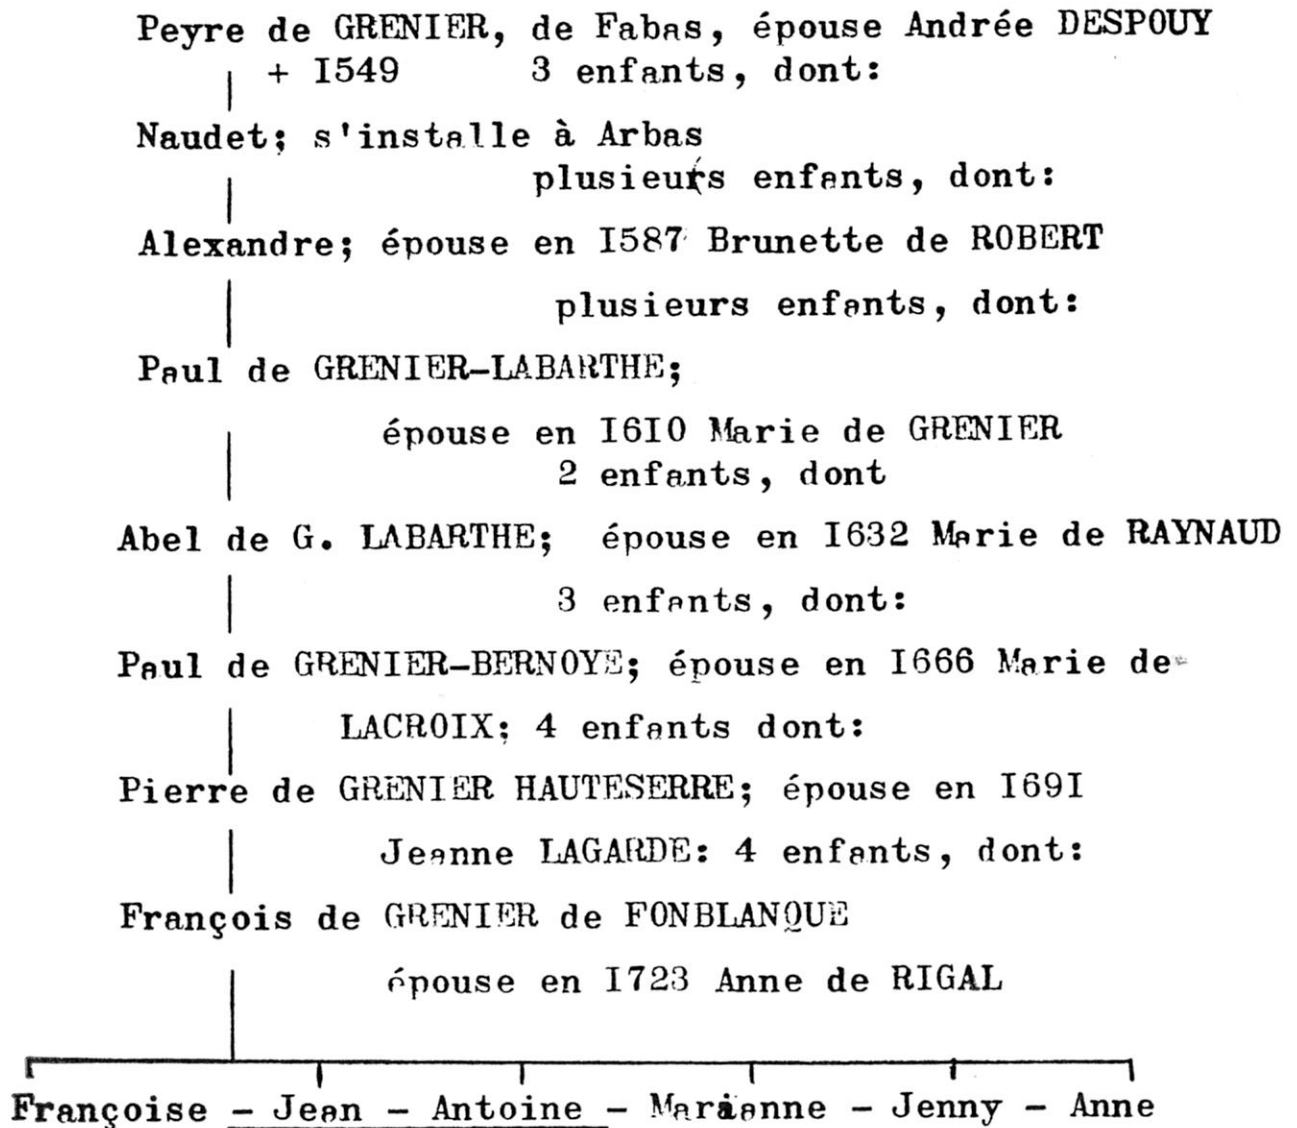 Peyre de GRENIER, de Fabas, épouse Andrée DESPOUY
+ I549 3 enfants, dont:
Naudet; s'installe à Arbas
plusieurs enfants, dont:
Alexandre; épouse en I587 Brunette de ROBERT
plusieurs enfants, dont:
Paul de GRENIER-LABARTHE;
épouse en I6I0 Marie de GRENIER
2 enfants, dont
Abel de G. LABARTHE; épouse en I632 Marie de RAYNAUD
3 enfants, dont:
Paul de GRENIER-BERNOYE; épouse en I666 Marie de
LACROIX; 4 enfants dont:
Pierre de GRENIER HAUTESERRE; épouse en I69I
Jeanne LAGARDE: 4 enfants, dont:
François de GRENIER de FONBLANQUE
épouse en I723 Anne de RIGAL
Françoise - Jean - Antoine - Marianne - Jenny - Anne